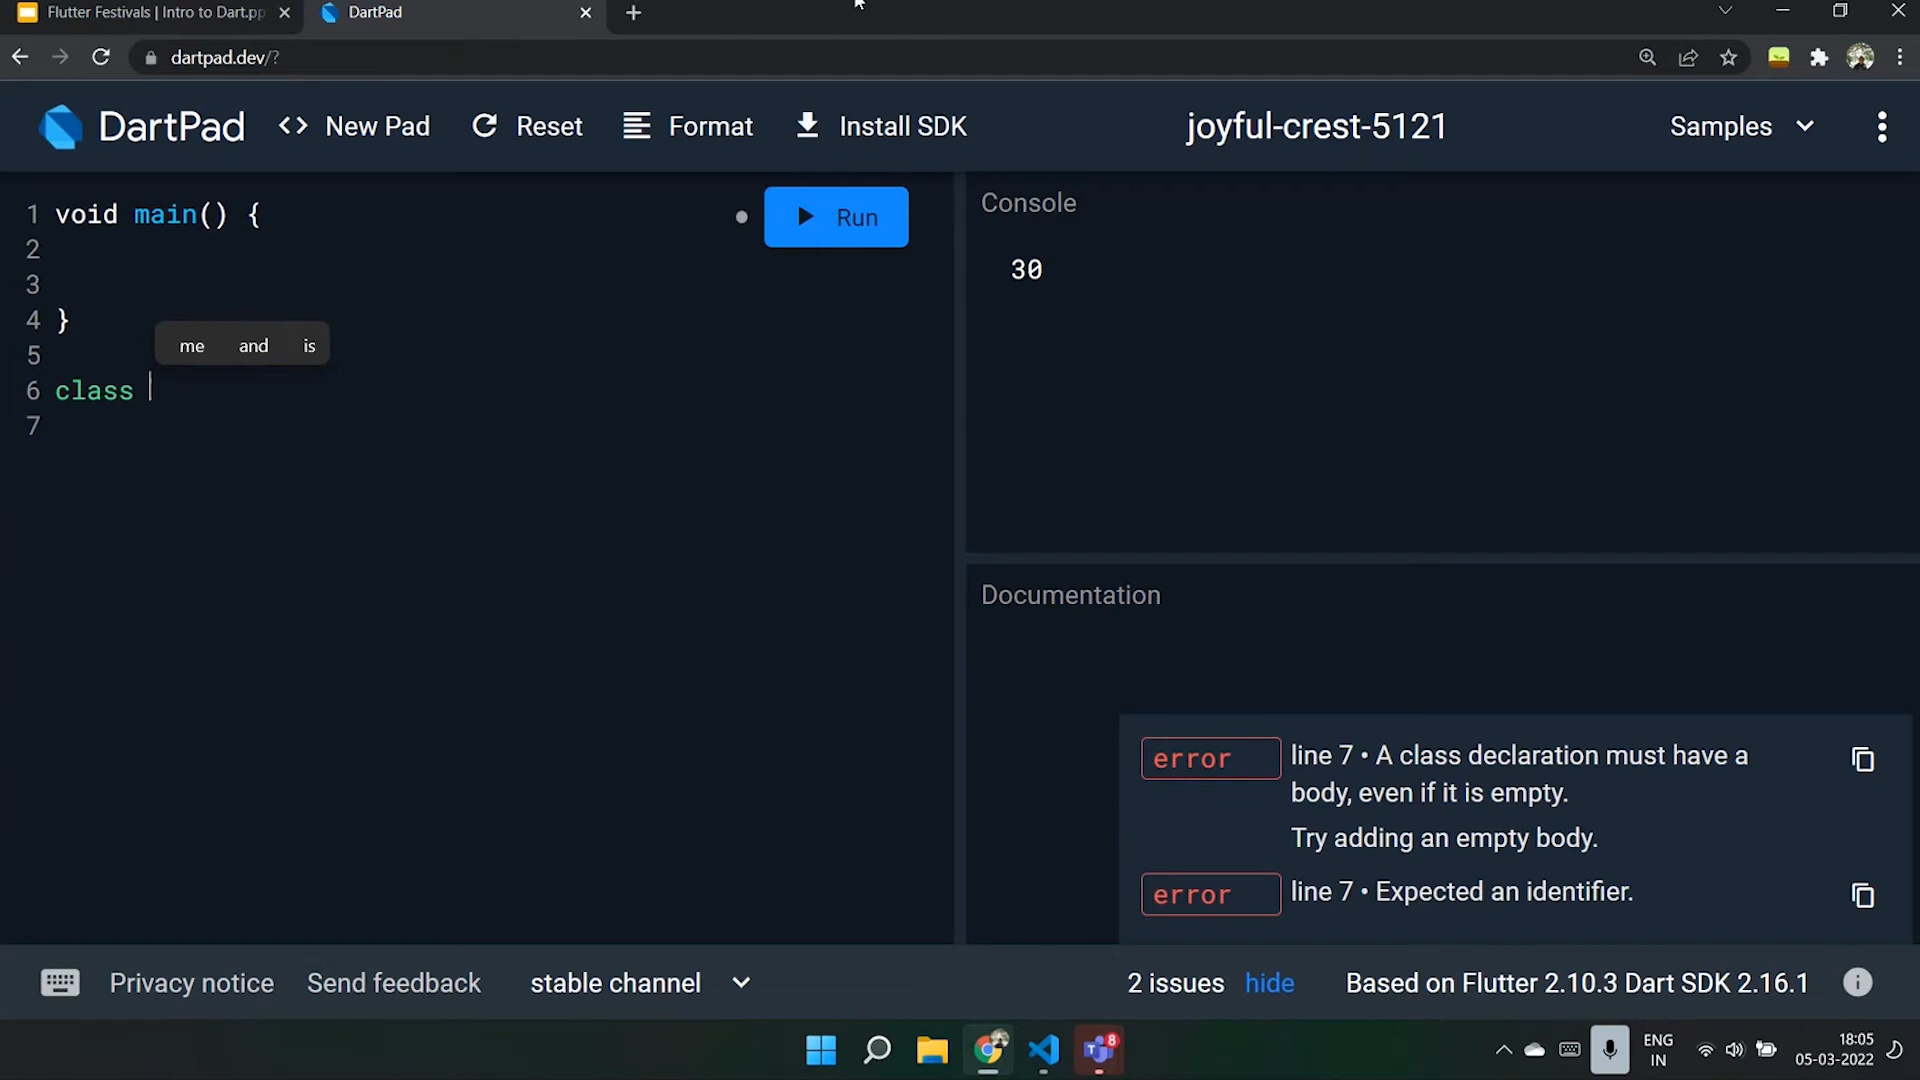 Flutter Festivals | Intro to Dart.pp
DartPad
dartpad.dev/?
DartPad
<> New Pad
Reset
Format
Install SDK
joyful-crest-5121
Samples
1 void main() {
2
3
4 }
5
6 class
7
me and is
Run
Console
30
Documentation
error line 7 • A class declaration must have a
body, even if it is empty.
Try adding an empty body.
error line 7 • Expected an identifier.
Privacy notice
Send feedback
stable channel
2 issues hide
Based on Flutter 2.10.3 Dart SDK 2.16.1
8
ENG
IN
18:05
05-03-2022